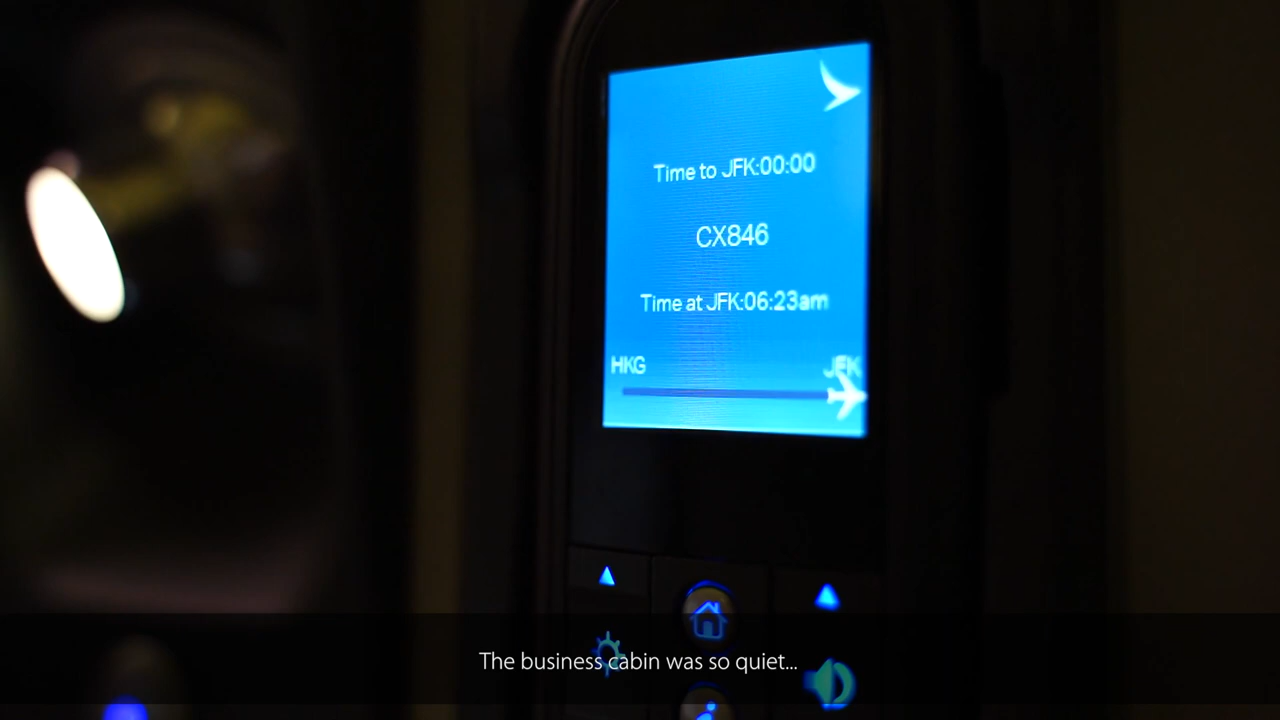 Time to JFK:00:00
CX846
Time at JFK:06:23am
HKG JFK
The business cabin was so quiet...